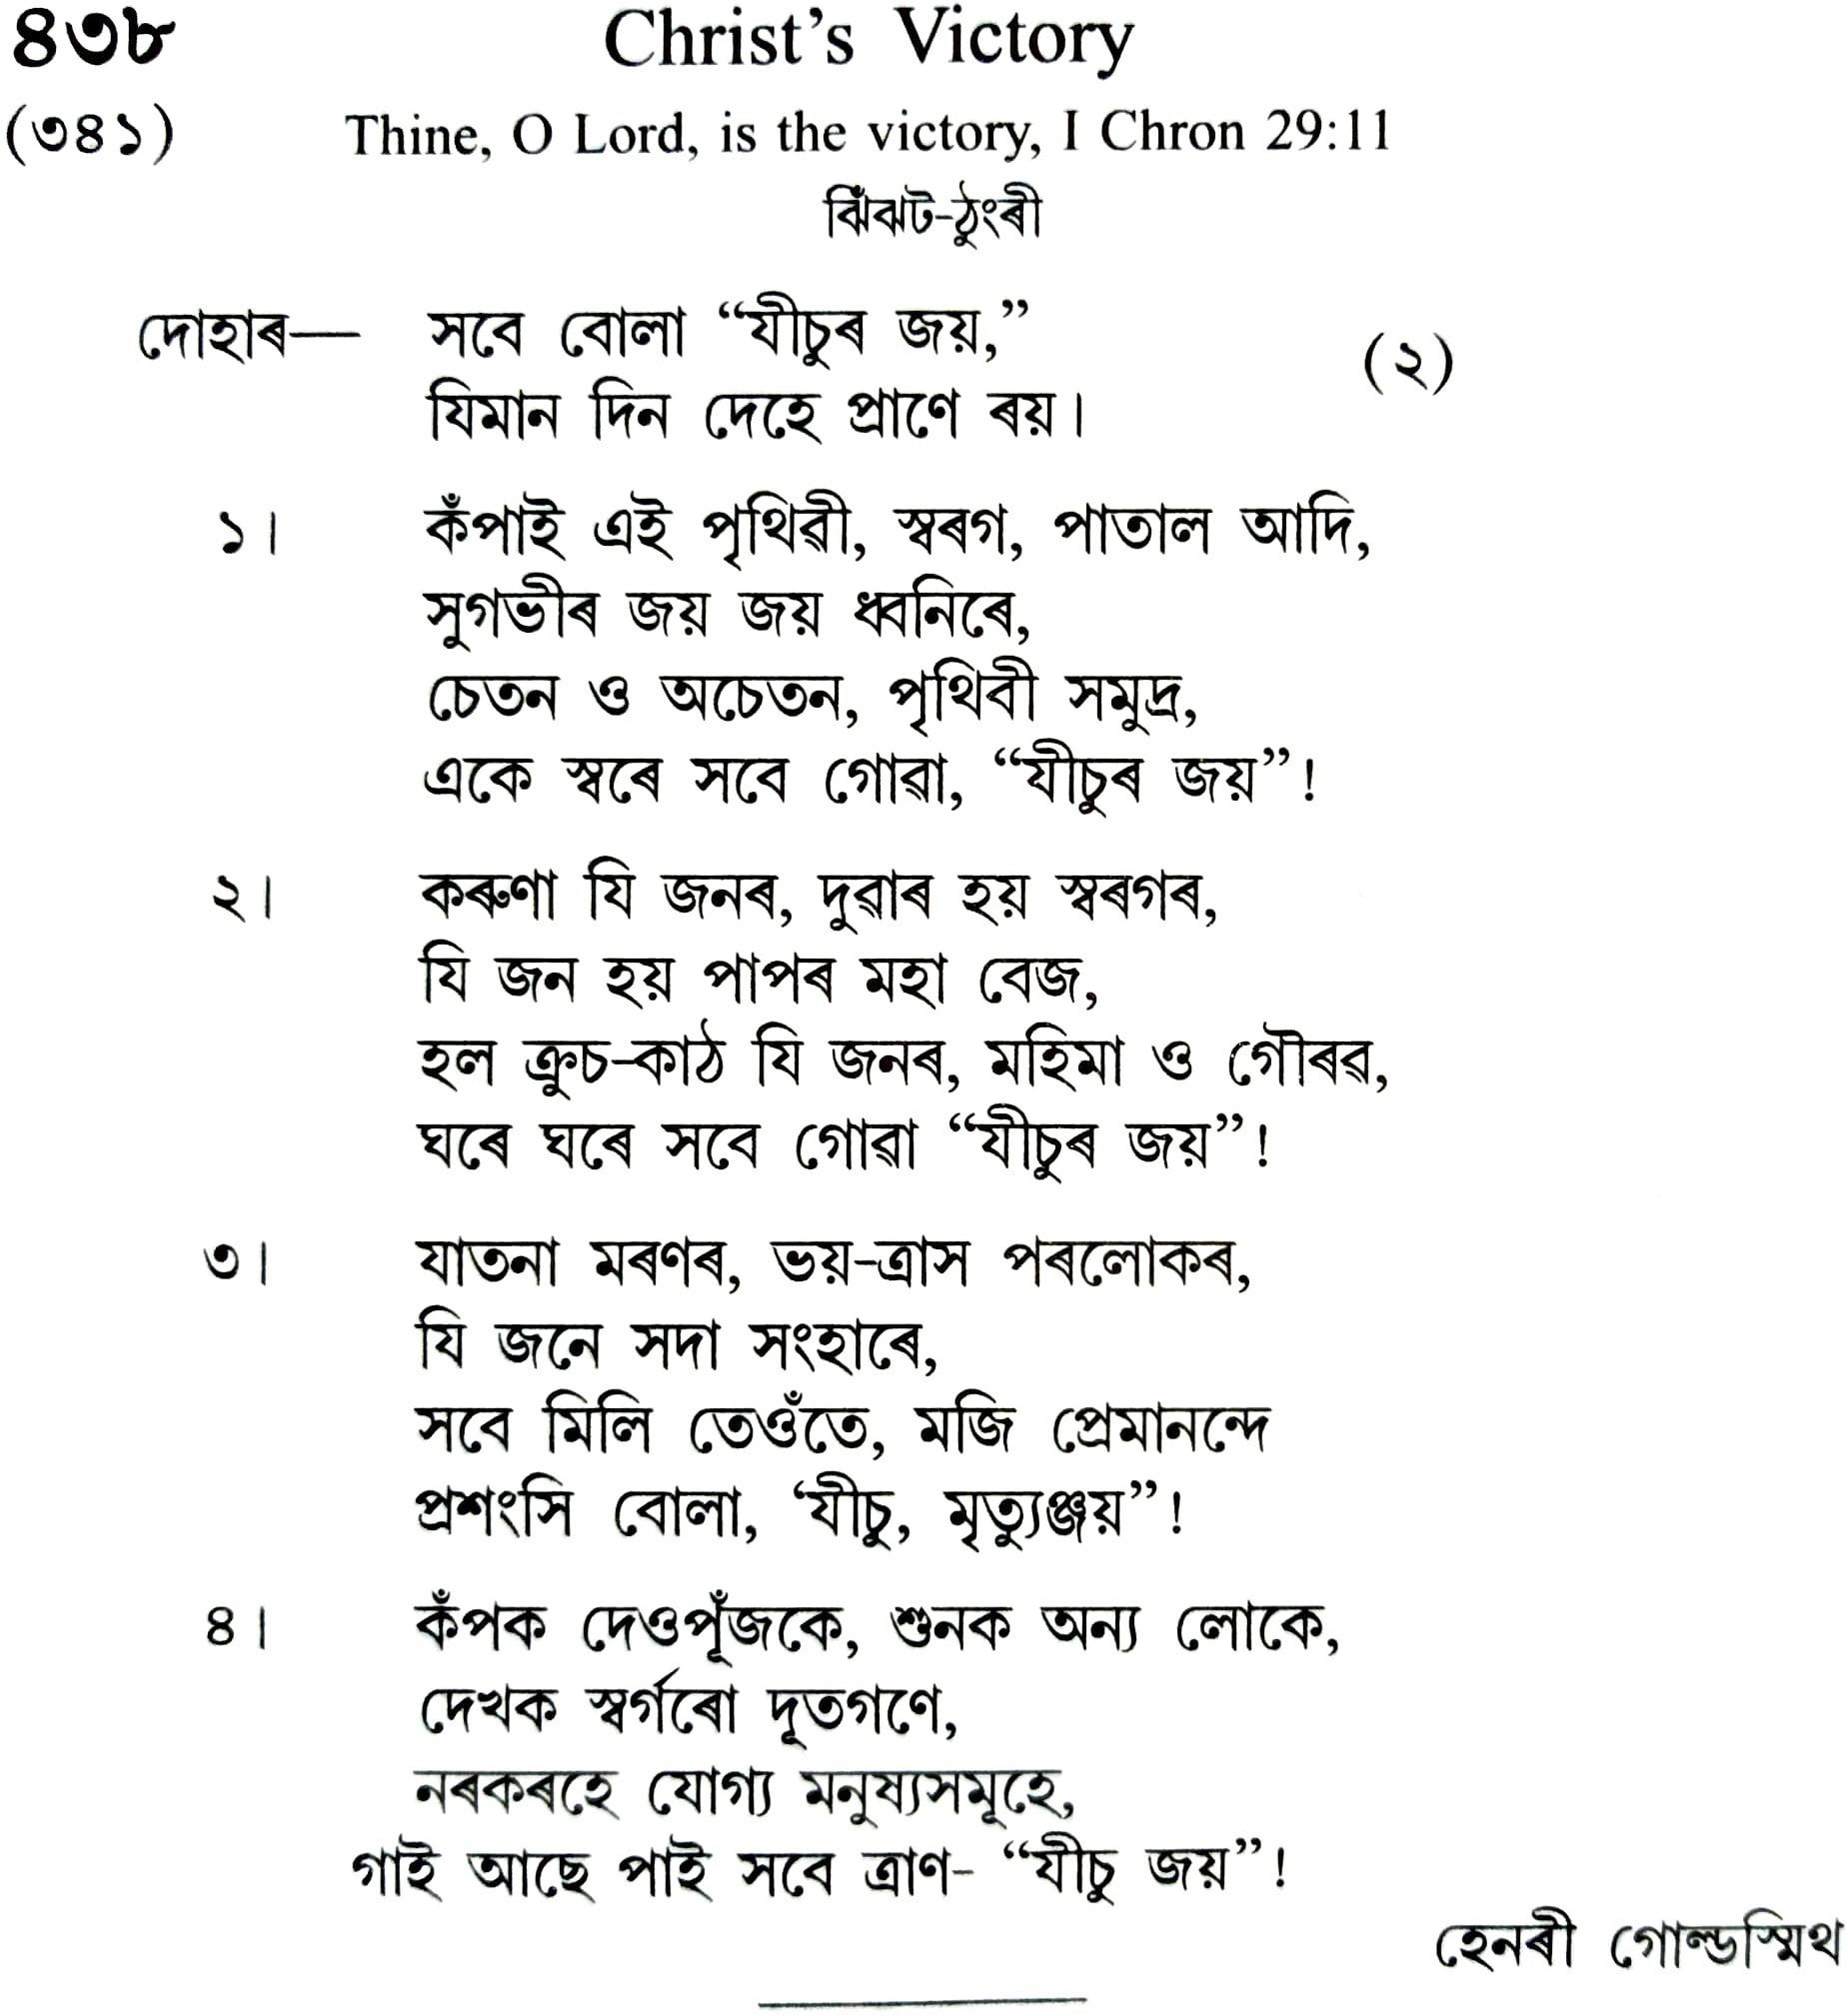 ৪৩৮ Christ's Victory
(৩৪১) Thine, O Lord, is the victory, I Chron 29:11
ঝিঁঝট-ঠুংৰী
দোহাৰ— সবে বোলা “যীচুৰ জয়,”
(২)
যিমান দিন দেহে প্ৰাণে ৰয়।
১। কঁপাই এই পৃথিৱী, স্বৰগ, পাতাল আদি,
সুগভীৰ জয় জয় ধ্বনিৰে,
চেতন ও অচেতন, পৃথিবী সমুদ্ৰ,
একে স্বৰে সবে গোৱা, “যীচুৰ জয়”!
২। কৰুণা যি জনৰ, দুৱাৰ হয় স্বৰগৰ,
যি জন হয় পাপৰ মহা বেজ,
হল ক্ৰুচ-কাঠ যি জনৰ, মহিমা ও গৌৰৱ,
ঘৰে ঘৰে সবে গোৱা “যীচুৰ জয়”!
৩। যাতনা মৰণৰ, ভয়-ত্ৰাস পৰলোকৰ,
যি জনে সদা সংহাৰে,
সবে মিলি তেওঁতে, মজি প্ৰেমানন্দে
প্ৰশংসি বোলা, ‘যীচু, মৃত্যুঞ্জয়”!
৪। কঁপক দেওপূঁজকে, শুনক অন্য লোকে,
দেখক স্বৰ্গৰো দূতগণে,
নৰকৰহে যোগ্য মনুষ্যসমূহে,
গাই আছে পাই সবে ত্ৰাণ- “যীচু জয়”!
হেনৰী গোল্ডস্মিথ